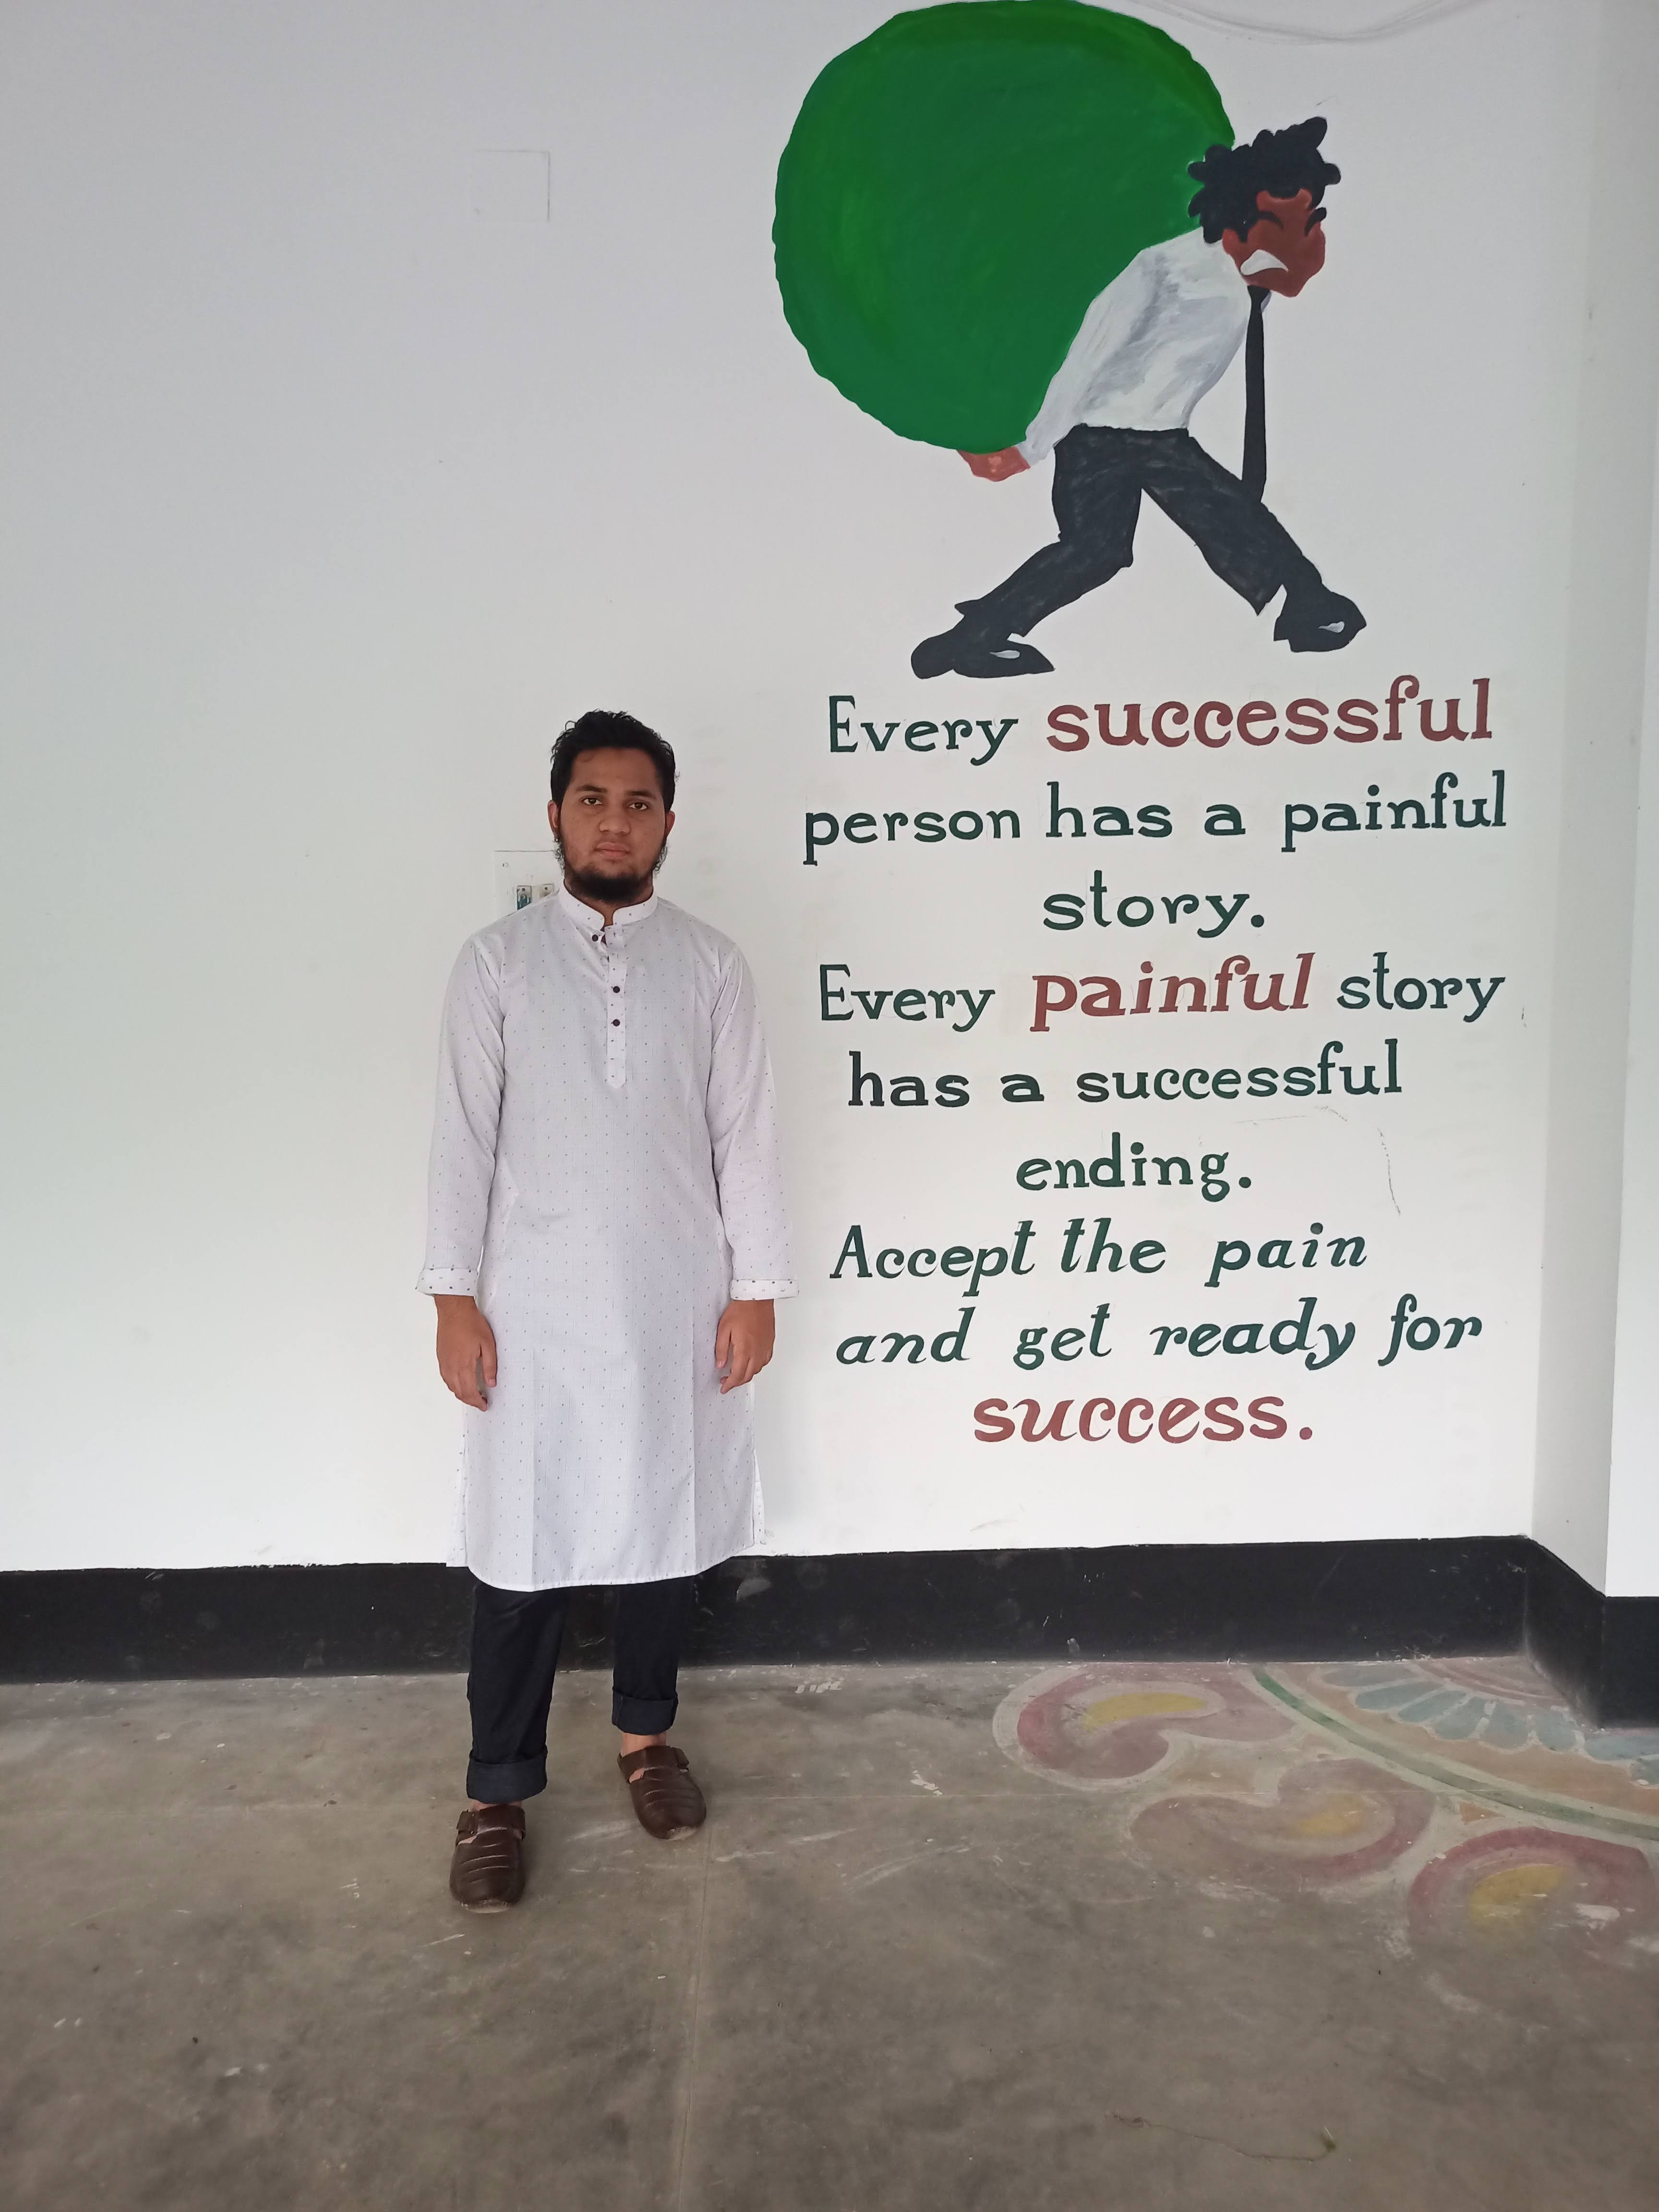 Every successful
person has a painful
story.
Every painful story
has a successful
ending.
Accept the pain
and get ready for
success.